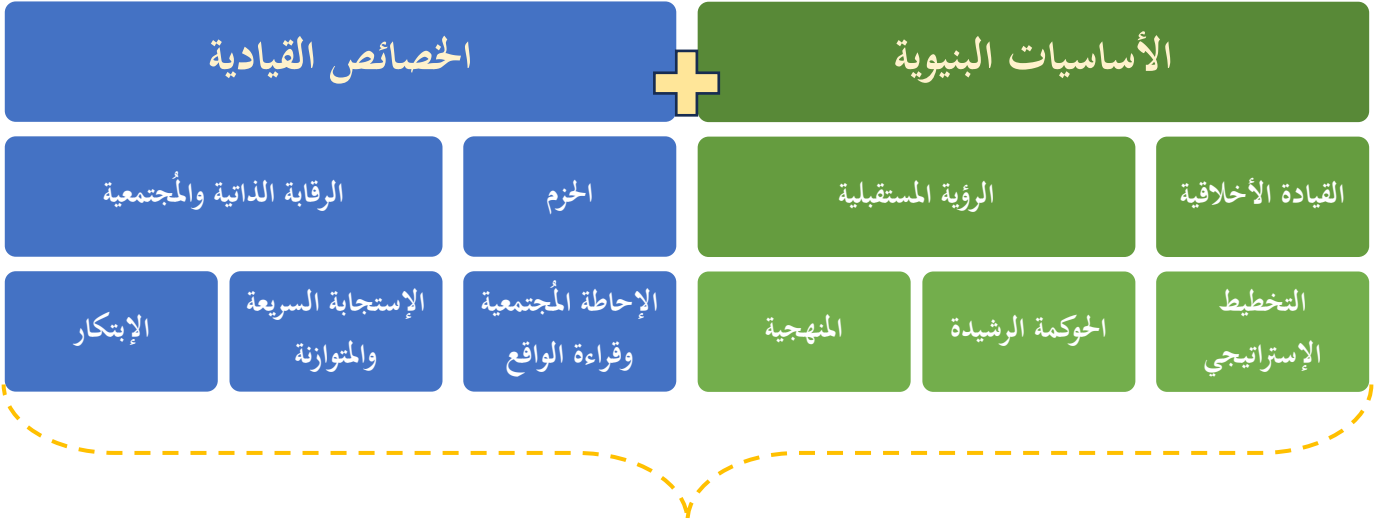 الأساسيات البنيوية
الخصائص القيادية
القيادة الأخلاقية
الرؤية المستقبلية
الحزم
الرقابة الذاتية والمُجتمعية
التخطيط
الإستراتيجي
الحوكمة الرشيدة
المنهجية
الإحاطة المُجتمعية
وقراءة الواقع
الإستجابة السريعة
والمتوازنة
الإبتكار